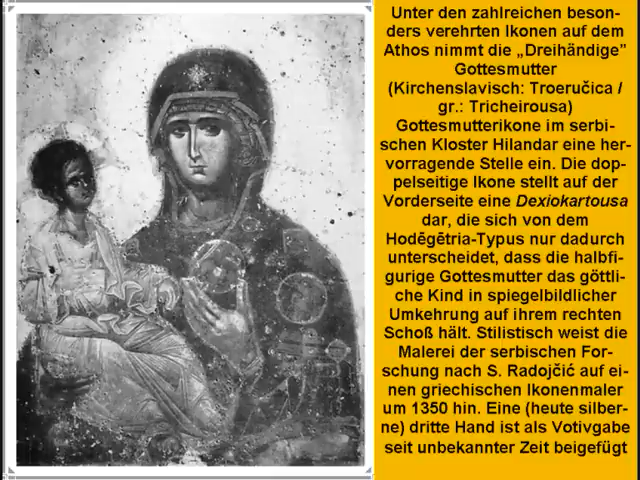 Unter den zahlreichen beson-
ders verehrten Ikonen auf dem
Athos nimmt die „Dreihändige”
Gottesmutter
(Kirchenslavisch: Troeručica /
gr.: Tricheirousa)
Gottesmutterikone im serbi-
schen Kloster Hilandar eine her-
vorragende Stelle ein. Die dop-
pelseitige Ikone stellt auf der
Vorderseite eine Dexiokartousa
dar, die sich von dem
Hodēgētria-Typus nur dadurch
unterscheidet, dass die halbfi-
gurige Gottesmutter das göttli-
che Kind in spiegelbildlicher
Umkehrung auf ihrem rechten
Schoß hält. Stilistisch weist die
Malerei der serbischen For-
schung nach S. Radojčić auf ei-
nen griechischen Ikonenmaler
um 1350 hin. Eine (heute silber-
ne) dritte Hand ist als Votivgabe
seit unbekannter Zeit beigefügt